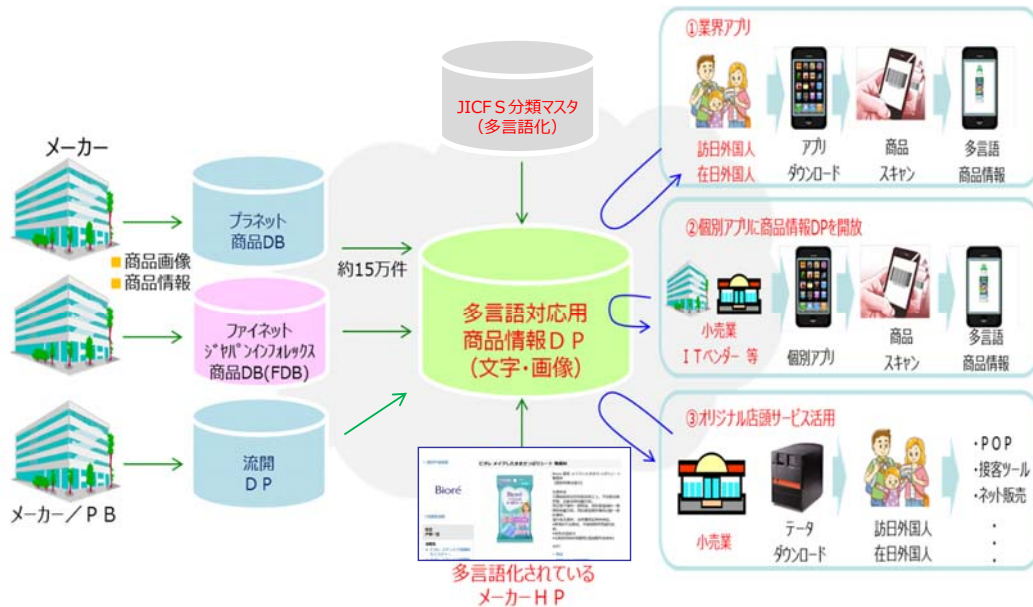 メーカー
■商品画像
■商品情報
メーカー／ＰＢ
プラネット
商品DB
ファイネット
ジャパンインフォレックス
商品DB(FDB)
流開
ＤＰ
約15万件
JICFＳ分類マスタ
（多言語化）
多言語対応用
商品情報ＤＰ
（文字・画像）
Bioré
Bioré
多言語化されている
メーカーＨＰ
①業界アプリ
訪日外国人
在日外国人
アプリ
ダウンロード
商品
スキャン
多言語
商品情報
②個別アプリに商品情報DPを開放
小売業
ＩＴベンダー 等
個別アプリ
商品
スキャン
多言語
商品情報
③オリジナル店頭サービス活用
小売業
データ
ダウンロード
訪日外国人
在日外国人
・ＰＯＰ
・接客ツール
・ネット販売
・
・
・